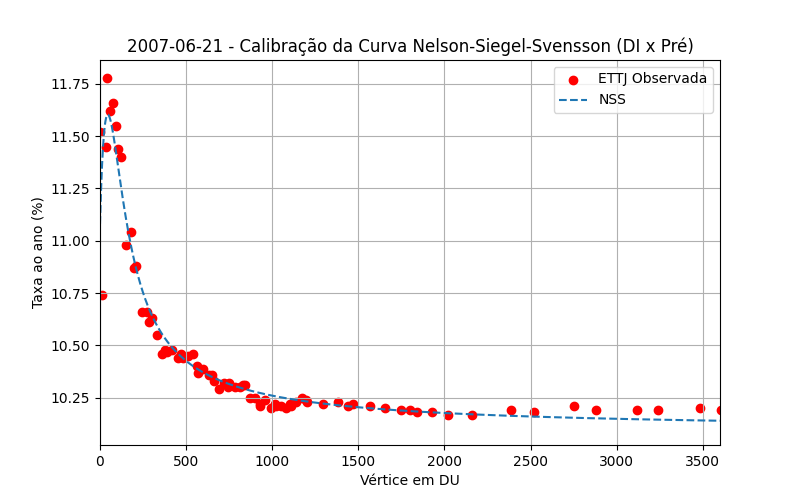 2007-06-21 - Calibração da Curva Nelson-Siegel-Svensson (DI x Pré)
ETTJ Observada
NSS
Taxa ao ano (%)
11.75
11.50
11.25
11.00
10.75
10.50
10.25
0 500 1000 1500 2000 2500 3000 3500
Vértice em DU